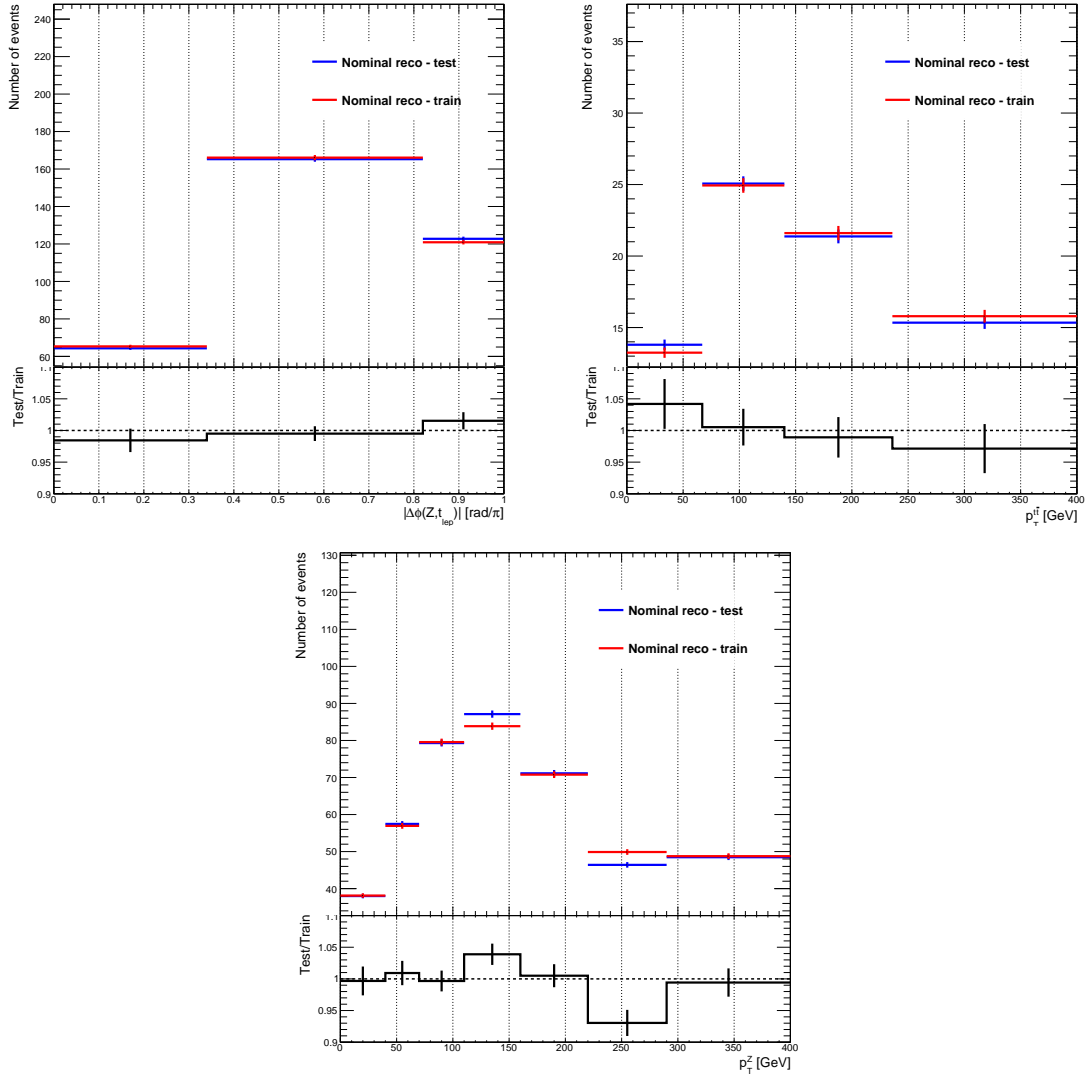 Number of events
240
220
200
180
160
140
120
100
80
60
Nominal reco - test
Nominal reco - train
Test/Train
1.1
1.05
1
0.95
0.9
0 0.1 0.2 0.3 0.4 0.5 0.6 0.7 0.8 0.9 1
|Δϕ(Z,t_lep)| [rad/π]
Number of events
35
30
25
20
15
Nominal reco - test
Nominal reco - train
Test/Train
1.1
1.05
1
0.95
0.9
0 50 100 150 200 250 300 350 400
p_T^{tt̄} [GeV]
Number of events
130
120
110
100
90
80
70
60
50
40
Nominal reco - test
Nominal reco - train
Test/Train
1.1
1.05
1
0.95
0.9
0 50 100 150 200 250 300 350 400
p_T^Z [GeV]